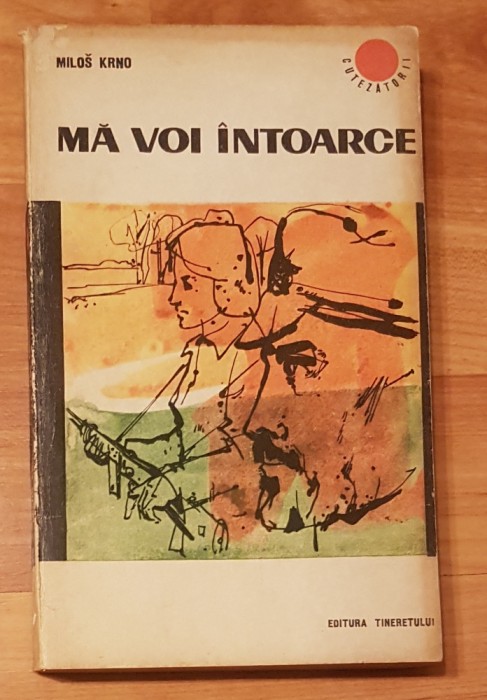 MILOŠ KRNO
CUTEZĂTORII
MĂ VOI ÎNTOARCE
EDITURA TINERETULUI